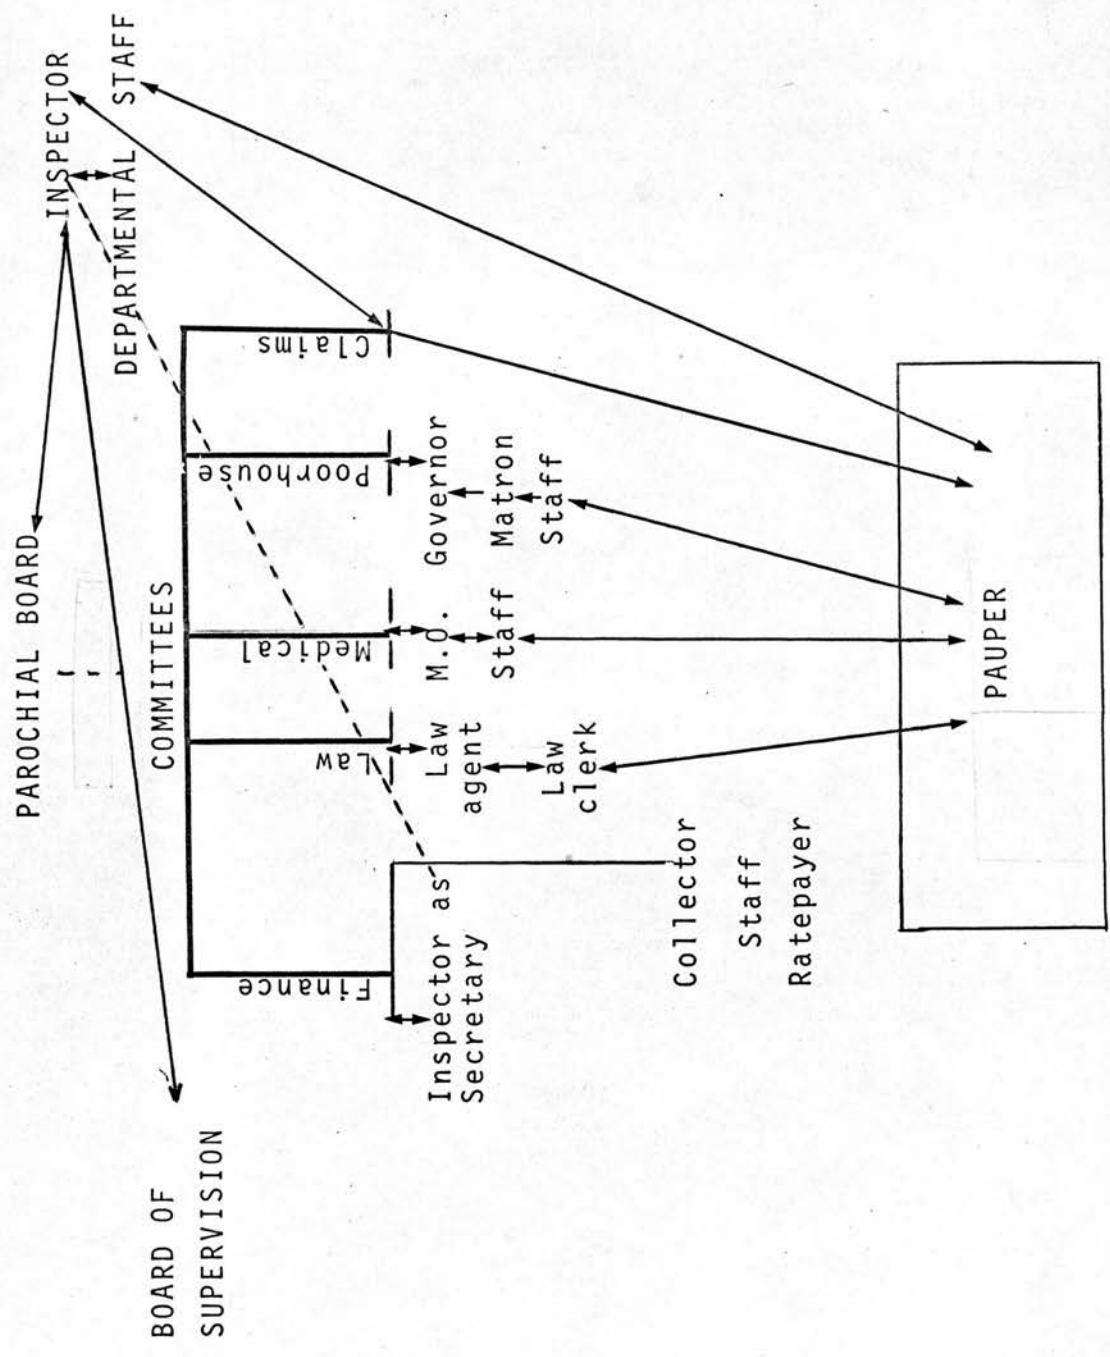 PAROCHIAL BOARD
INSPECTOR
DEPARTMENTAL STAFF
BOARD OF
SUPERVISION
COMMITTEES
Finance
Law
Medical
Poorhouse
Claims
Inspector as
Secretary
Law
agent
Law
clerk
M.O.
Staff
Governor
Matron
Staff
Collector
Staff
Ratepayer
PAUPER